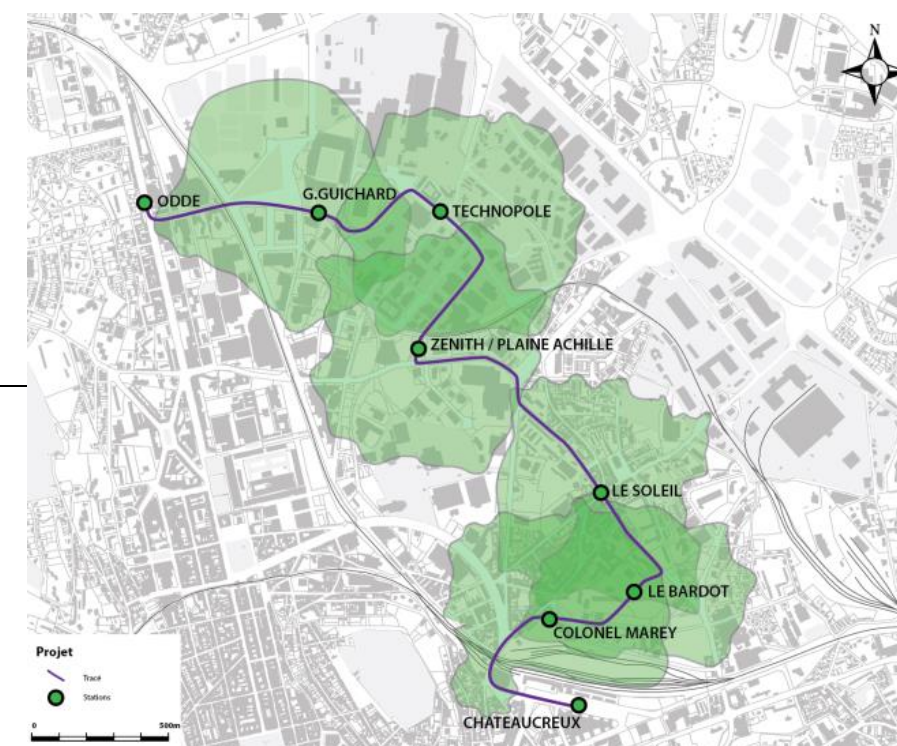 N
ODDE
G.GUICHARD
TECHNOPOLE
ZENITH / PLAINE ACHILLE
LE SOLEIL
LE BARDOT
COLONEL MAREY
CHATEAUCREUX
Projet
Tracé
Stations
0 500m